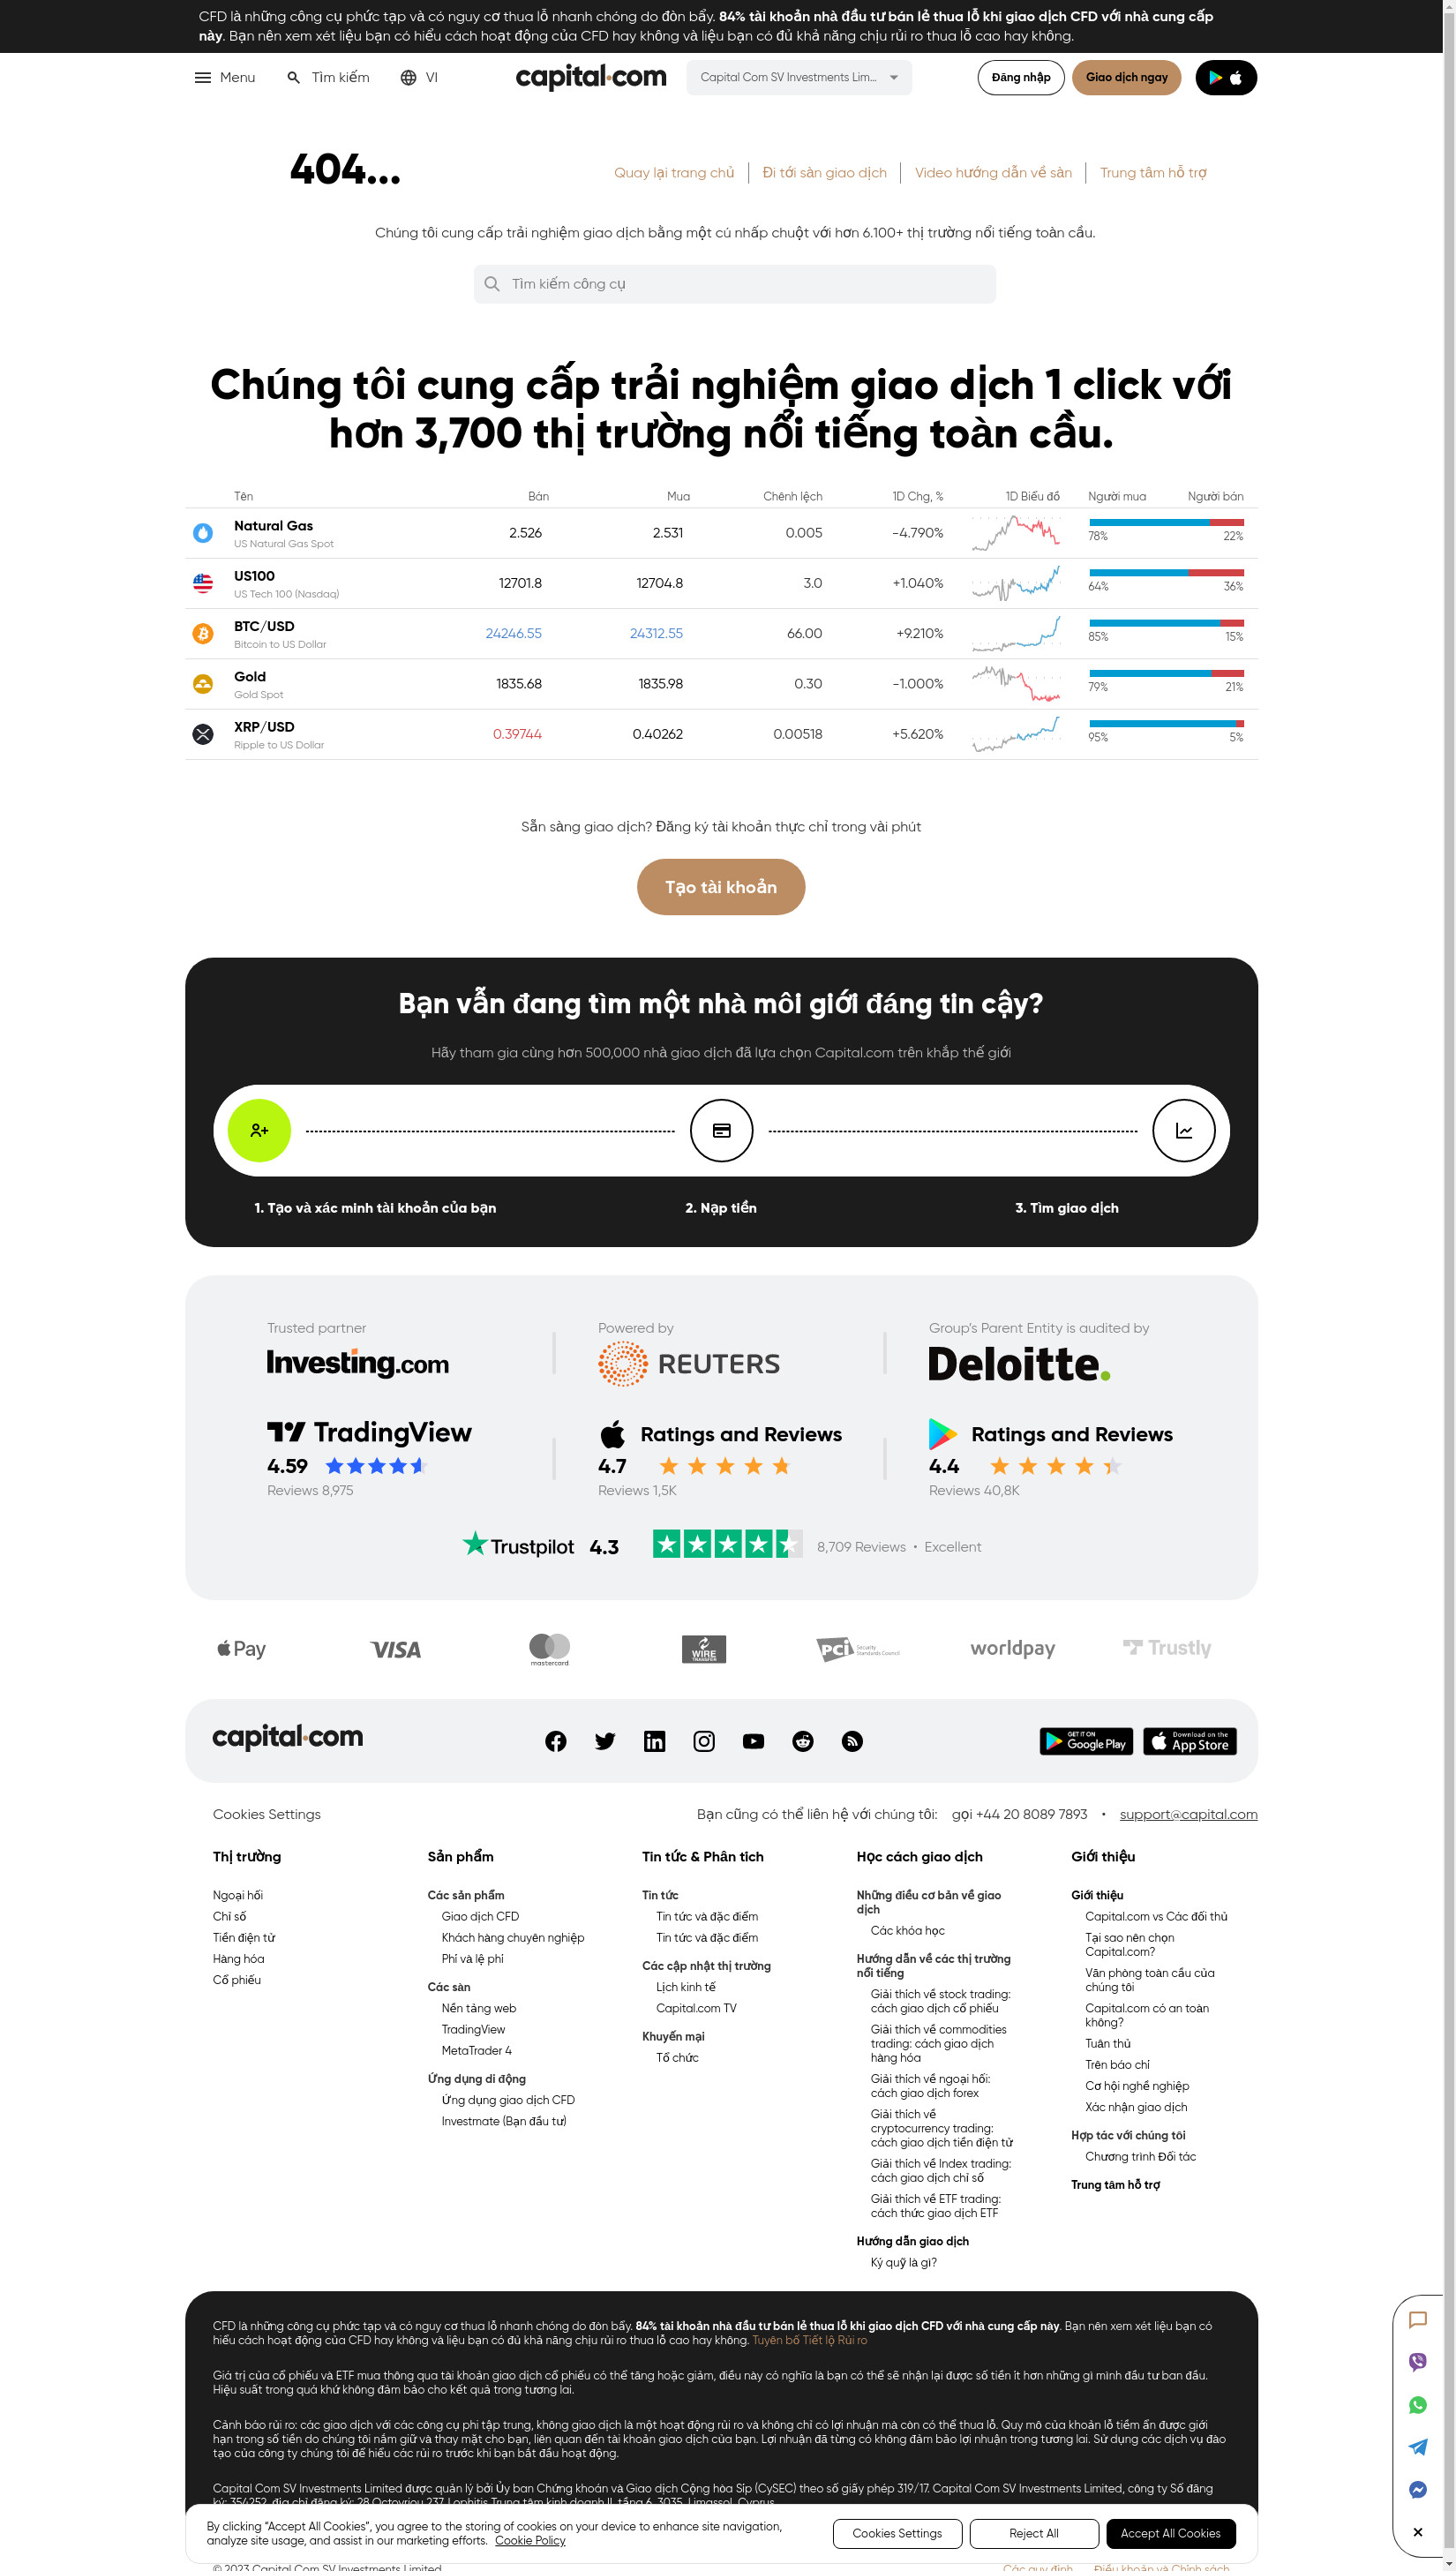 CFD là những công cụ phức tạp và có nguy cơ thua lỗ nhanh chóng do đòn bẩy. 84% tài khoản nhà đầu tư bán lẻ thua lỗ khi giao dịch CFD với nhà cung cấp
này. Bạn nên xem xét liệu bạn có hiểu cách hoạt động của CFD hay không và liệu bạn có đủ khả năng chịu rủi ro thua lỗ cao hay không.
Menu Tìm kiếm VI capital.com Capital Com SV Investments Lim... Đăng nhập Giao dịch ngay
404...
Quay lại trang chủ Đi tới sàn giao dịch Video hướng dẫn về sàn Trung tâm hỗ trợ
Chúng tôi cung cấp trải nghiệm giao dịch bằng một cú nhấp chuột với hơn 6.100+ thị trường nổi tiếng toàn cầu.
Tìm kiếm công cụ
Chúng tôi cung cấp trải nghiệm giao dịch 1 click với
hơn 3,700 thị trường nổi tiếng toàn cầu.
Tên Bán Mua Chênh lệch 1D Chg, % 1D Biểu đồ Người mua Người bán
Natural Gas 2.526 2.531 0.005 -4.790% 78% 22%
US Natural Gas Spot
US100 12701.8 12704.8 3.0 +1.040% 64% 36%
US Tech 100 (Nasdaq)
BTC/USD 24246.55 24312.55 66.00 +9.210% 85% 15%
Bitcoin to US Dollar
Gold 1835.68 1835.98 0.30 -1.000% 79% 21%
Gold Spot
XRP/USD 0.39744 0.40262 0.00518 +5.620% 95% 5%
Ripple to US Dollar
Sẵn sàng giao dịch? Đăng ký tài khoản thực chỉ trong vài phút
Tạo tài khoản
Bạn vẫn đang tìm một nhà môi giới đáng tin cậy?
Hãy tham gia cùng hơn 500,000 nhà giao dịch đã lựa chọn Capital.com trên khắp thế giới
1. Tạo và xác minh tài khoản của bạn 2. Nạp tiền 3. Tìm giao dịch
Trusted partner Powered by Group's Parent Entity is audited by
Investing.com REUTERS Deloitte.
TradingView Ratings and Reviews Ratings and Reviews
4.59 4.7 4.4
Reviews 8,975 Reviews 1,5K Reviews 40,8K
Trustpilot 4.3 8,709 Reviews • Excellent
Pay VISA mastercard. WIRE TRANSFER PCI Security Standards Council worldpay Trustly
capital.com GET IT ON Google Play Download on the App Store
Cookies Settings Bạn cũng có thể liên hệ với chúng tôi: gọi +44 20 8089 7893 • support@capital.com
Thị trường
Ngoại hối
Chỉ số
Tiền điện tử
Hàng hóa
Cổ phiếu
Sản phẩm
Các sản phẩm
Giao dịch CFD
Khách hàng chuyên nghiệp
Phí và lệ phí
Các sàn
Nền tảng web
TradingView
MetaTrader 4
Ứng dụng di động
Ứng dụng giao dịch CFD
Investmate (Bạn đầu tư)
Tin tức & Phân tích
Tin tức
Tin tức và đặc điểm
Tin tức và đặc điểm
Các cập nhật thị trường
Lịch kinh tế
Capital.com TV
Khuyến mại
Tổ chức
Học cách giao dịch
Những điều cơ bản về giao
dịch
Các khóa học
Hướng dẫn về các thị trường
nổi tiếng
Giải thích về stock trading:
cách giao dịch cổ phiếu
Giải thích về commodities
trading: cách giao dịch
hàng hóa
Giải thích về ngoại hối:
cách giao dịch forex
Giải thích về
cryptocurrency trading:
cách giao dịch tiền điện tử
Giải thích về Index trading:
cách giao dịch chỉ số
Giải thích về ETF trading:
cách thức giao dịch ETF
Hướng dẫn giao dịch
Ký quỹ là gì?
Giới thiệu
Giới thiệu
Capital.com vs Các đối thủ
Tại sao nên chọn
Capital.com?
Văn phòng toàn cầu của
chúng tôi
Capital.com có an toàn
không?
Tuân thủ
Trên báo chí
Cơ hội nghề nghiệp
Xác nhận giao dịch
Hợp tác với chúng tôi
Chương trình Đối tác
Trung tâm hỗ trợ
CFD là những công cụ phức tạp và có nguy cơ thua lỗ nhanh chóng do đòn bẩy. 84% tài khoản nhà đầu tư bán lẻ thua lỗ khi giao dịch CFD với nhà cung cấp này. Bạn nên xem xét liệu bạn có
hiểu cách hoạt động của CFD hay không và liệu bạn có đủ khả năng chịu rủi ro thua lỗ cao hay không. Tuyên bố Tiết lộ Rủi ro
Giá trị của cổ phiếu và ETF mua thông qua tài khoản giao dịch cổ phiếu có thể tăng hoặc giảm, điều này có nghĩa là bạn có thể sẽ nhận lại được số tiền ít hơn những gì mình đầu tư ban đầu.
Hiệu suất trong quá khứ không đảm bảo cho kết quả trong tương lai.
Cảnh báo rủi ro: các giao dịch với các công cụ phi tập trung, không giao dịch là một hoạt động rủi ro và không chỉ có lợi nhuận mà còn có thể thua lỗ. Quy mô của khoản lỗ tiềm ẩn được giới
hạn trong số tiền do chúng tôi nắm giữ và thay mặt cho bạn, liên quan đến tài khoản giao dịch của bạn. Lợi nhuận đã từng có không đảm bảo lợi nhuận trong tương lai. Sử dụng các dịch vụ đào
tạo của công ty chúng tôi để hiểu các rủi ro trước khi bạn bắt đầu hoạt động.
Capital Com SV Investments Limited được quản lý bởi Ủy ban Chứng khoán và Giao dịch Cộng hòa Síp (CySEC) theo số giấy phép 319/17. Capital Com SV Investments Limited, công ty Số đăng
ký: 354252, địa chỉ đăng ký: 28 Octovriou 237, Lophitis Trung tâm kinh doanh II, tầng 6, 3035, Limassol, Cyprus
By clicking “Accept All Cookies”, you agree to the storing of cookies on your device to enhance site navigation,
analyze site usage, and assist in our marketing efforts. Cookie Policy
Cookies Settings Reject All Accept All Cookies
© 2023 Capital Com SV Investments Limited Các quy định Điều khoản và Chính sách